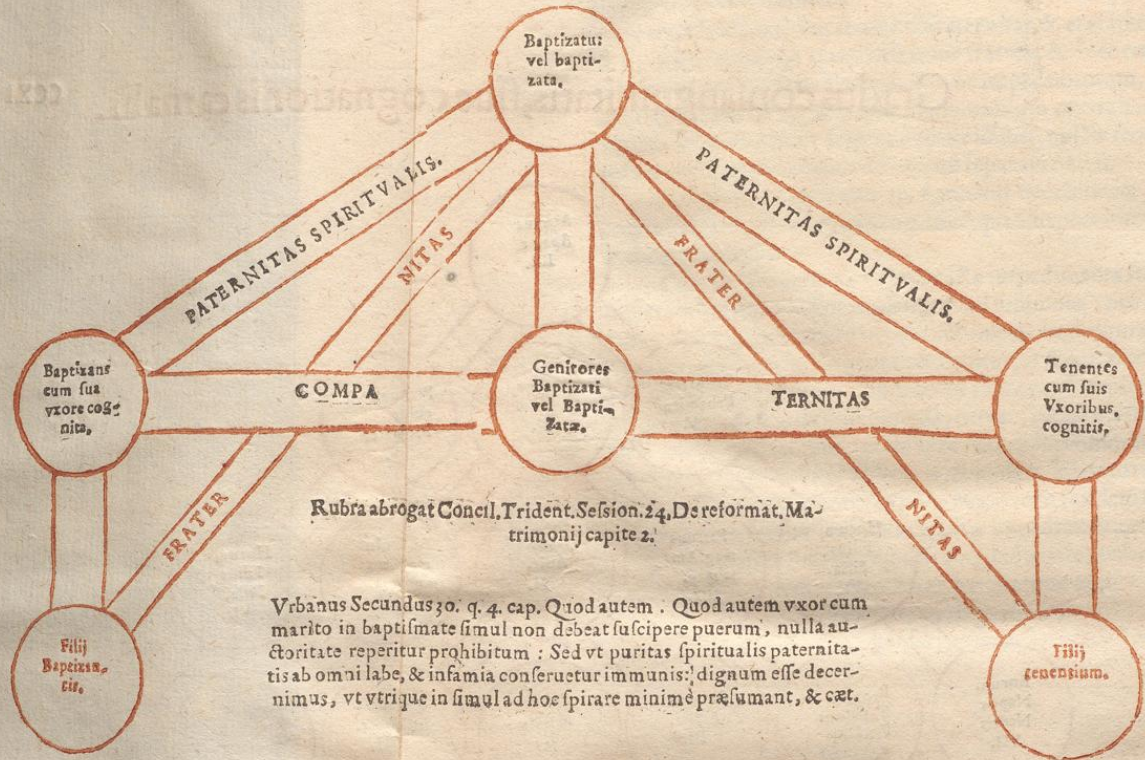 Baptizatus
vel bapti-
zata.
PATERNITAS SPIRITVALIS.
NITAS
FRATER
PATERNITAS SPIRITVALIS.
Baptizans
cum sua
vxore cog-
nita.
COMPA
Genitores
Baptizati
vel Bapti-
Zatæ.
TERNITAS
Tenentes
cum suis
Vxoribus,
cognitis.
FRATER
NITAS
Rubra abrogat Concil. Trident. Session. 24, De reformat. Ma-
trimonij capite 2.
Vrbanus Secundus 30. q. 4. cap. Quod autem. Quod autem vxor cum
marito in baptismate simul non debeat suscipere puerum, nulla au-
ctoritate reperitur prohibitum: Sed vt puritas spiritualis paternita-
tis ab omni labe, & infamia conseruetur immunis: dignum esse decer-
nimus, vt vtrique in simul ad hoc spirare minimè præsumant, & cæt.
Filij
Baptizan-
tis.
Filij
tenentium.